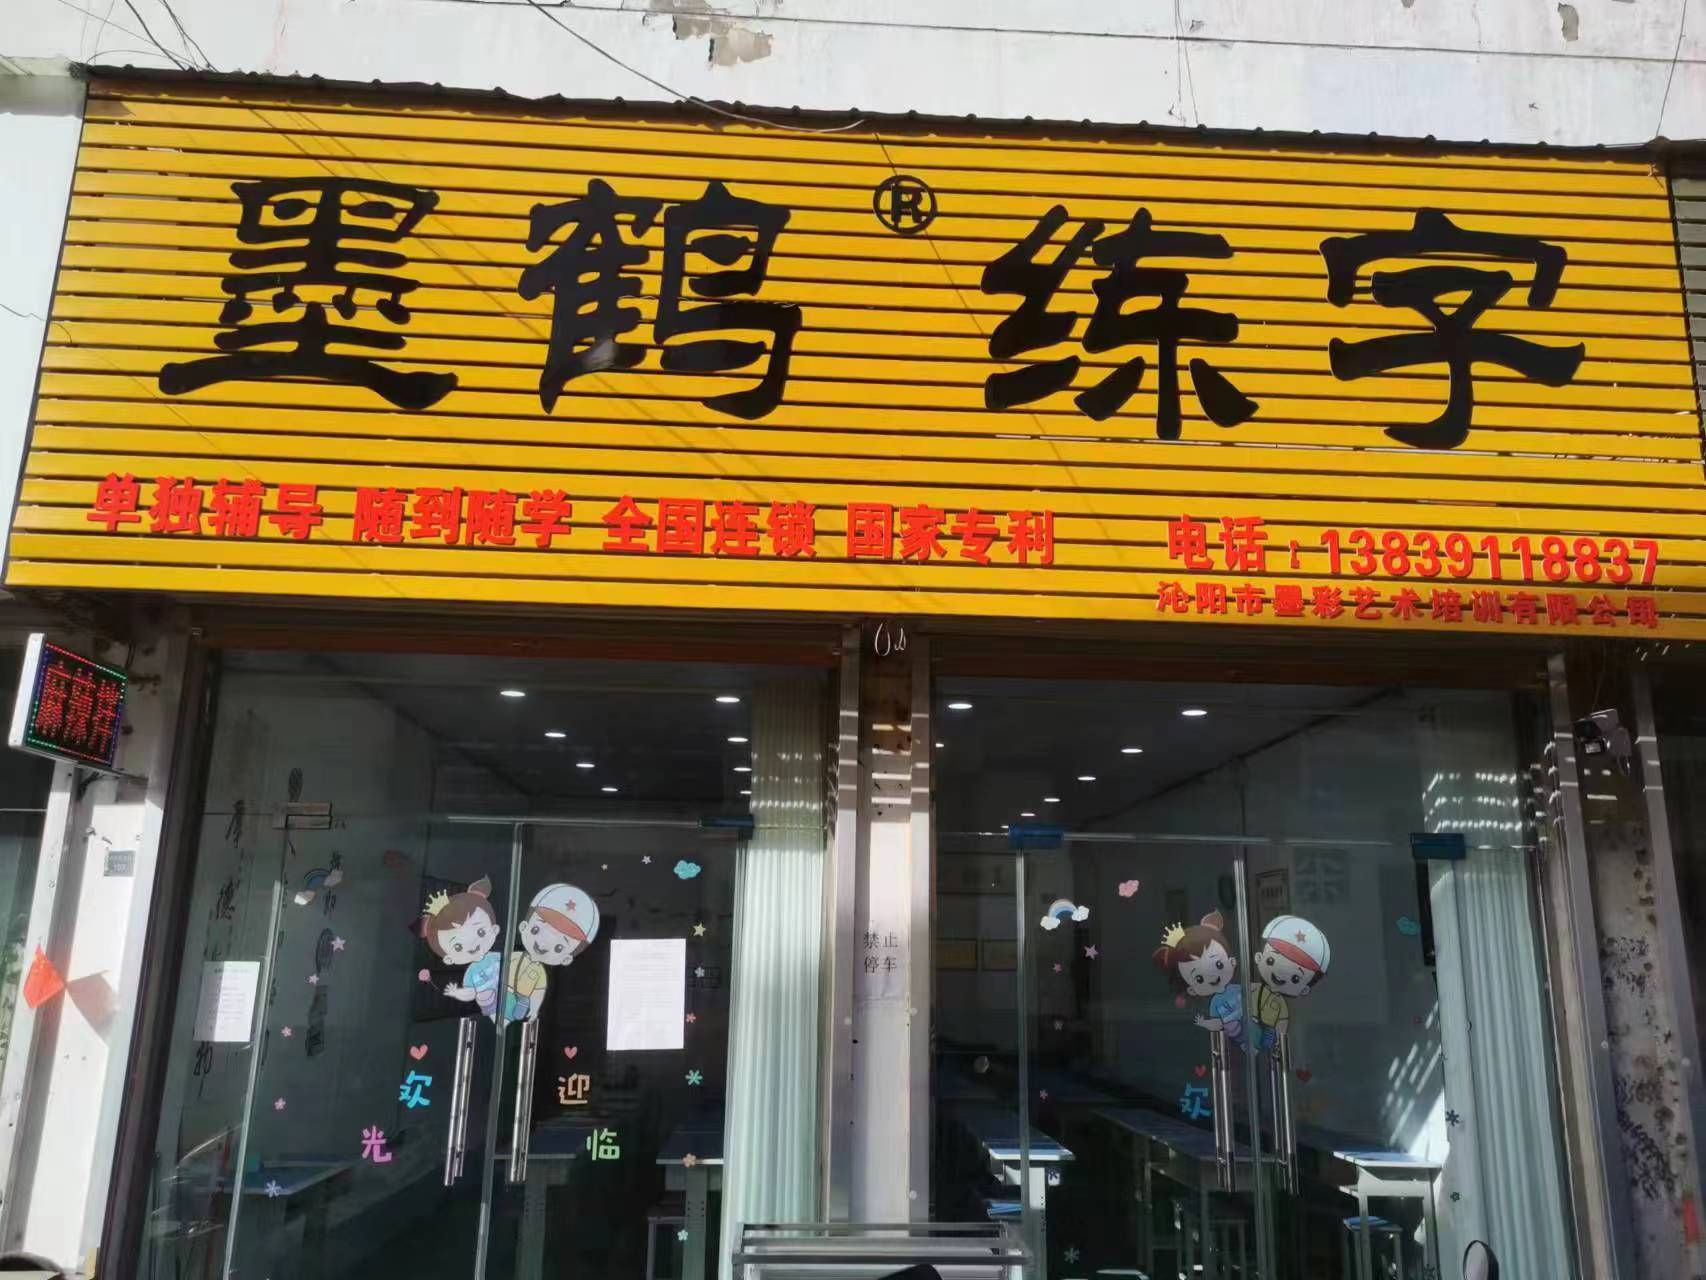 墨鹤®练字
单独辅导 随到随学 全国连锁 国家专利
电话：13839118837
沁阳市墨彩艺术培训有限公司
禁止
停车
欢迎
光临
欢